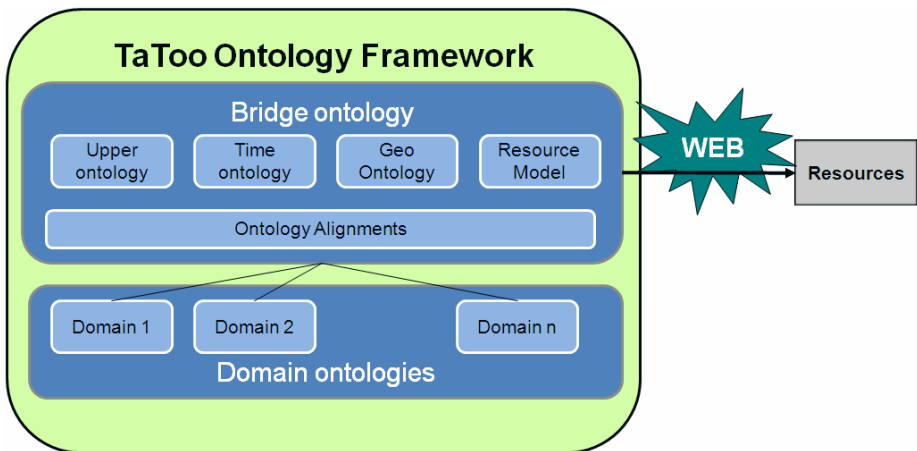 TaToo Ontology Framework
Bridge ontology
Upper
ontology
Time
ontology
Geo
Ontology
Resource
Model
Ontology Alignments
WEB
Resources
Domain 1
Domain 2
Domain n
Domain ontologies